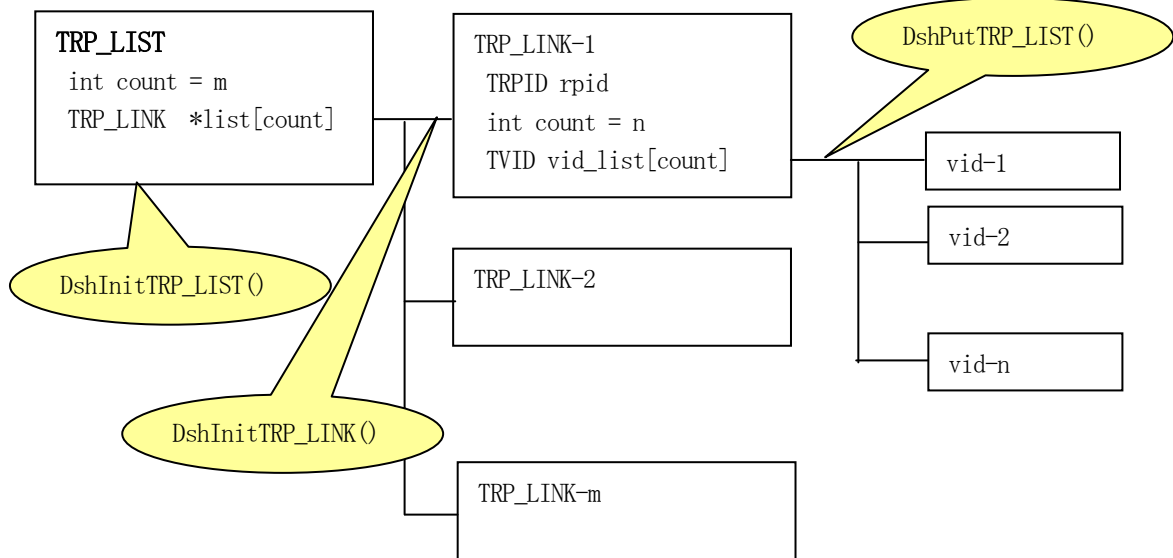 TRP_LIST
int count = m
TRP_LINK *list[count]
DshInitTRP_LIST()
TRP_LINK-1
TRPID rpid
int count = n
TVID vid_list[count]
DshPutTRP_LIST()
vid-1
vid-2
vid-n
TRP_LINK-2
DshInitTRP_LINK()
TRP_LINK-m